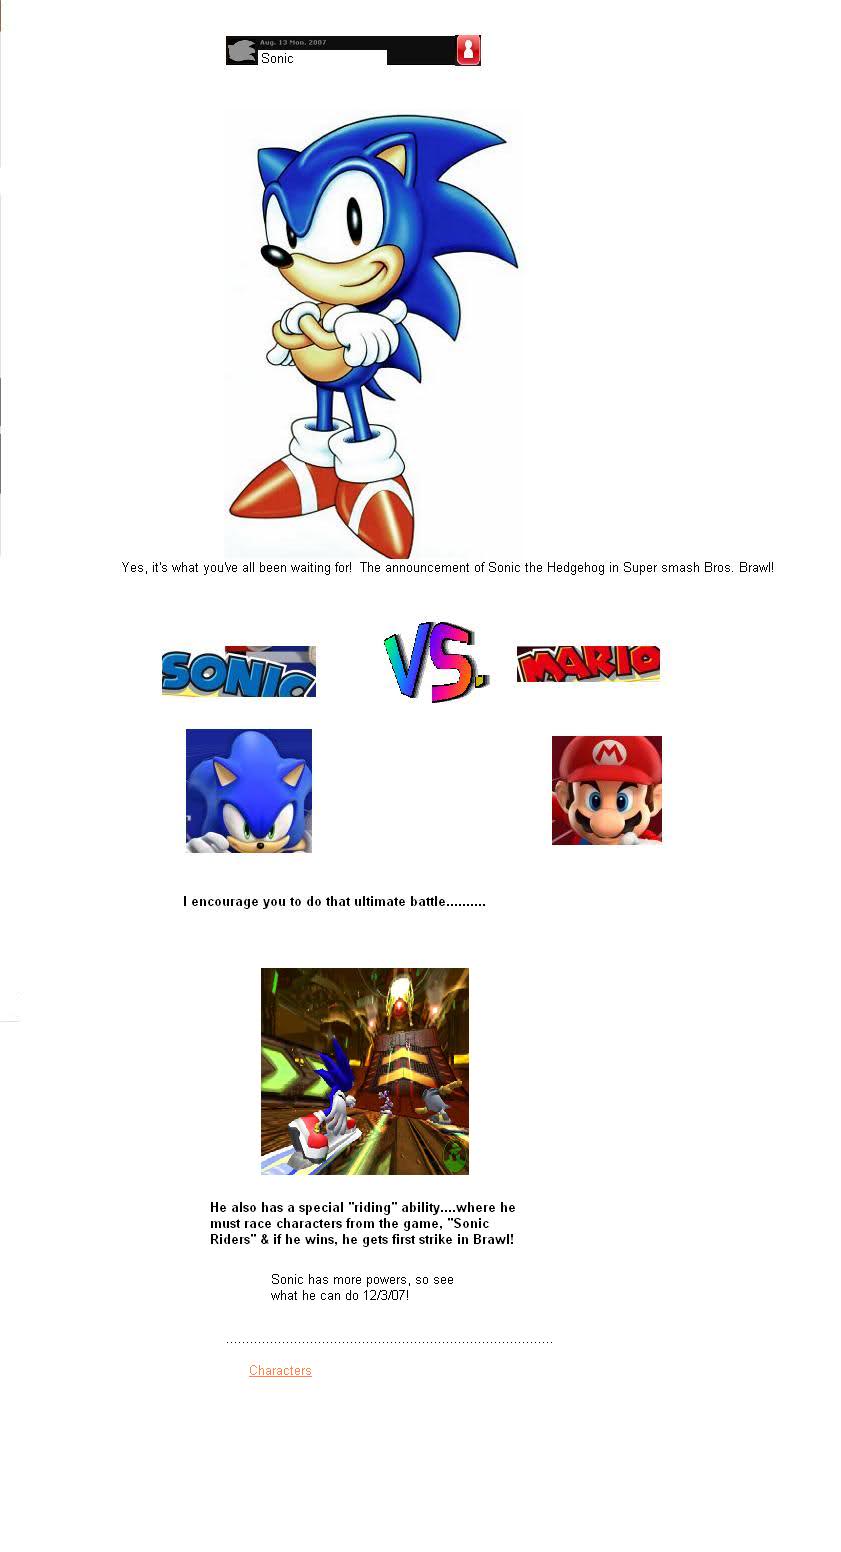 Aug. 13 Mon. 2007
Sonic
Yes, it's what you've all been waiting for!  The announcement of Sonic the Hedgehog in Super smash Bros. Brawl!
SONIC
VS.
MARIO
M
I encourage you to do that ultimate battle..........
He also has a special "riding" ability....where he
must race characters from the game, "Sonic
Riders" & if he wins, he gets first strike in Brawl!
Sonic has more powers, so see
what he can do 12/3/07!
..................................................................................
Characters